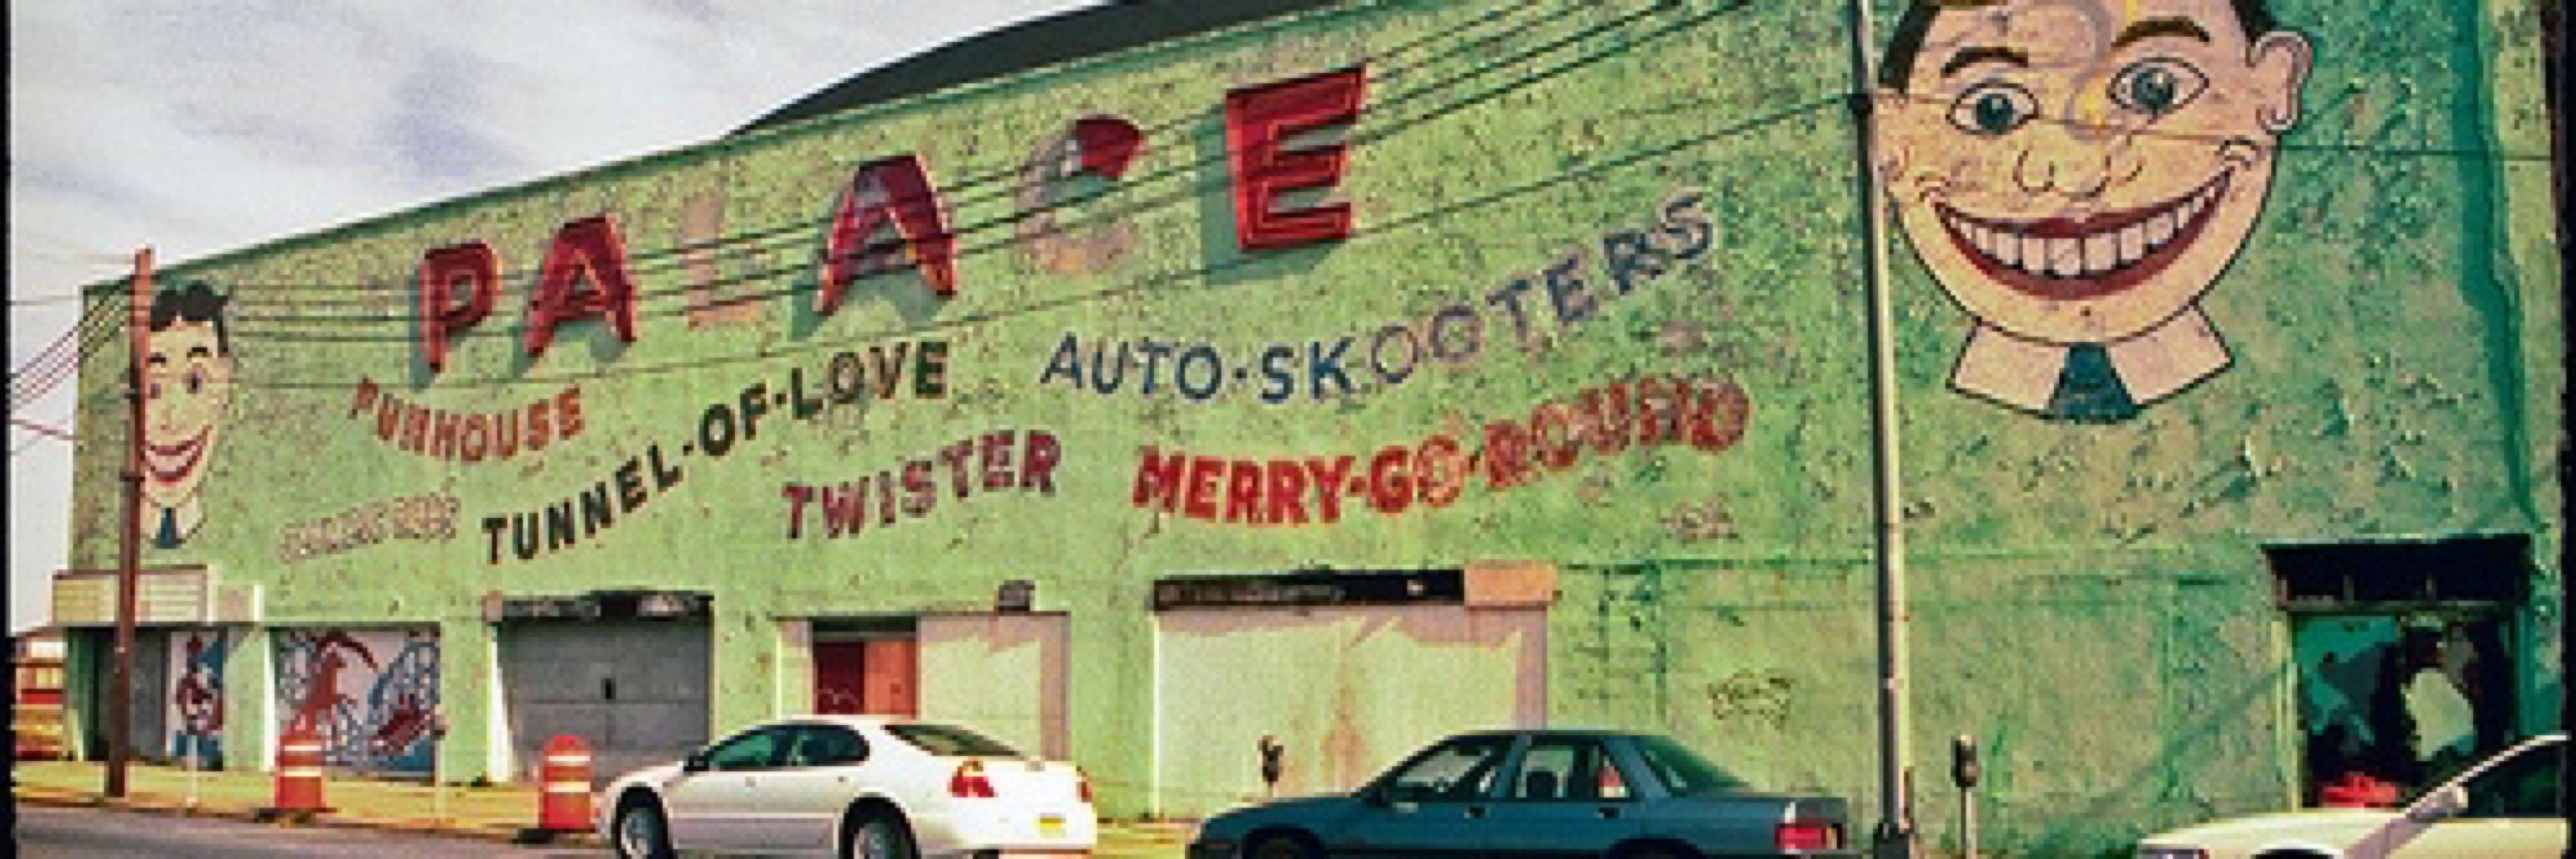 PALACE
FUNHOUSE
TUNNEL-OF-LOVE
AUTO-SKOOTERS
TWISTER
MERRY-GO-ROUND